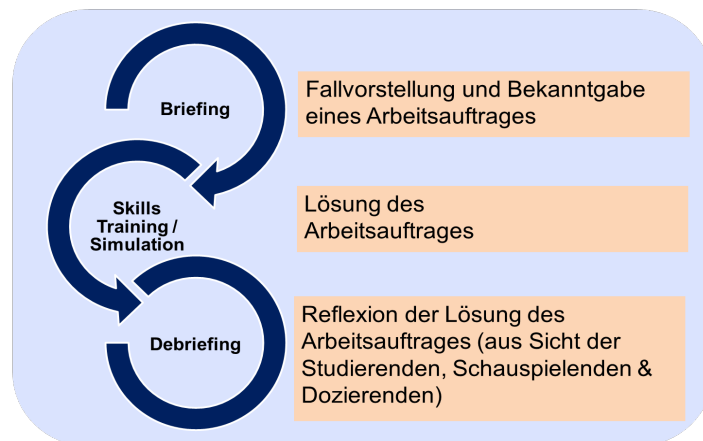 Briefing
Fallvorstellung und Bekanntgabe
eines Arbeitsauftrages
Skills
Training /
Simulation
Lösung des
Arbeitsauftrages
Debriefing
Reflexion der Lösung des
Arbeitsauftrages (aus Sicht der
Studierenden, Schauspielenden &
Dozierenden)